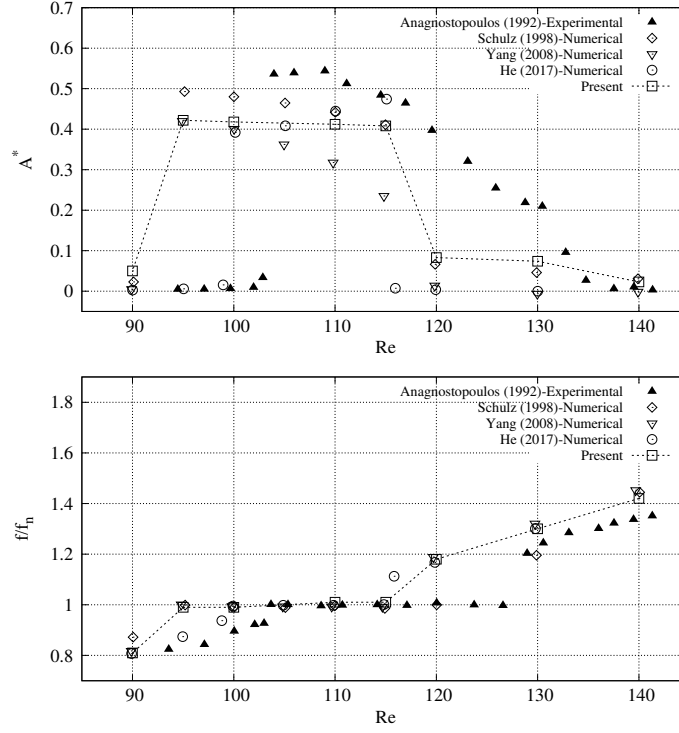 0.7
0.6
0.5
0.4
0.3
0.2
0.1
0
A*
Anagnostopoulos (1992)-Experimental
Schulz (1998)-Numerical
Yang (2008)-Numerical
He (2017)-Numerical
Present
90 100 110 120 130 140
Re
1.8
1.6
1.4
1.2
1
0.8
0.6
f/fn
Anagnostopoulos (1992)-Experimental
Schulz (1998)-Numerical
Yang (2008)-Numerical
He (2017)-Numerical
Present
90 100 110 120 130 140
Re